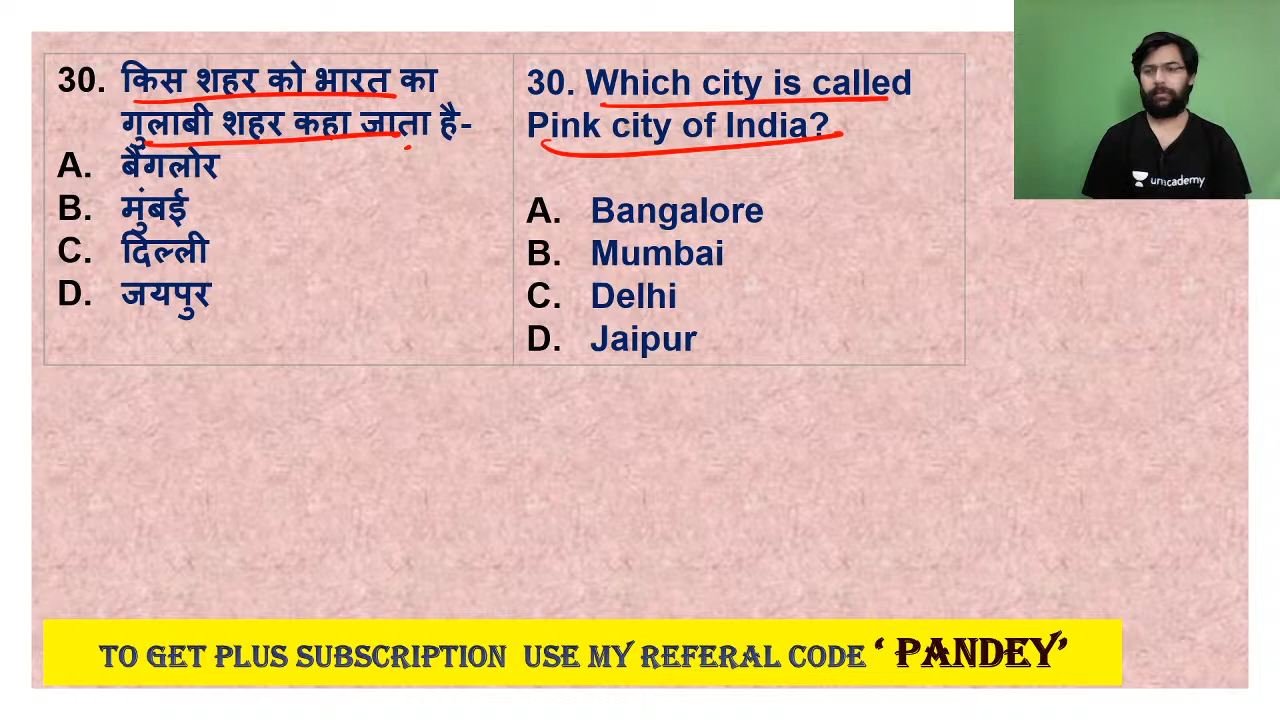 30. किस शहर को भारत का
गुलाबी शहर कहा जाता है-
A. बैंगलोर
B. मुंबई
C. दिल्ली
D. जयपुर
30. Which city is called
Pink city of India?
A. Bangalore
B. Mumbai
C. Delhi
D. Jaipur
unacademy
TO GET PLUS SUBSCRIPTION USE MY REFERAL CODE ‘ PANDEY’